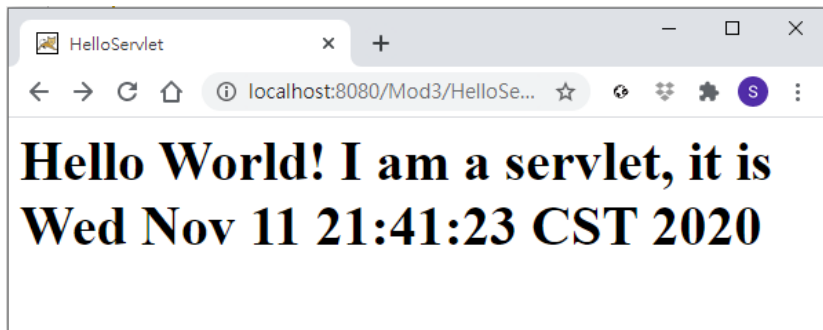 HelloServlet
localhost:8080/Mod3/HelloSe...
S
Hello World! I am a servlet, it is
Wed Nov 11 21:41:23 CST 2020